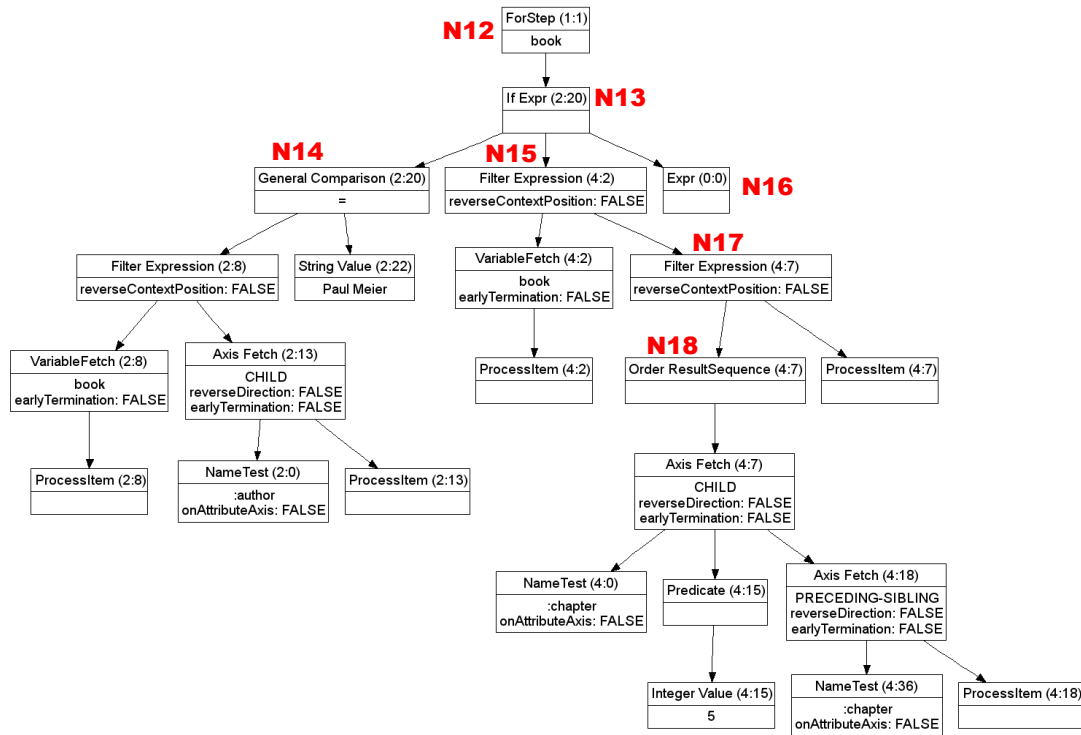 ForStep (1:1)
book
N12
If Expr (2:20)
N13
N14
General Comparison (2:20)
=
N15
Filter Expression (4:2)
reverseContextPosition: FALSE
Expr (0:0)
N16
Filter Expression (2:8)
reverseContextPosition: FALSE
String Value (2:22)
Paul Meier
VariableFetch (4:2)
book
earlyTermination: FALSE
N17
Filter Expression (4:7)
reverseContextPosition: FALSE
VariableFetch (2:8)
book
earlyTermination: FALSE
Axis Fetch (2:13)
CHILD
reverseDirection: FALSE
earlyTermination: FALSE
ProcessItem (4:2)
N18
Order ResultSequence (4:7)
ProcessItem (4:7)
ProcessItem (2:8)
NameTest (2:0)
:author
onAttributeAxis: FALSE
ProcessItem (2:13)
Axis Fetch (4:7)
CHILD
reverseDirection: FALSE
earlyTermination: FALSE
NameTest (4:0)
:chapter
onAttributeAxis: FALSE
Predicate (4:15)
Axis Fetch (4:18)
PRECEDING-SIBLING
reverseDirection: FALSE
earlyTermination: FALSE
Integer Value (4:15)
5
NameTest (4:36)
:chapter
onAttributeAxis: FALSE
ProcessItem (4:18)